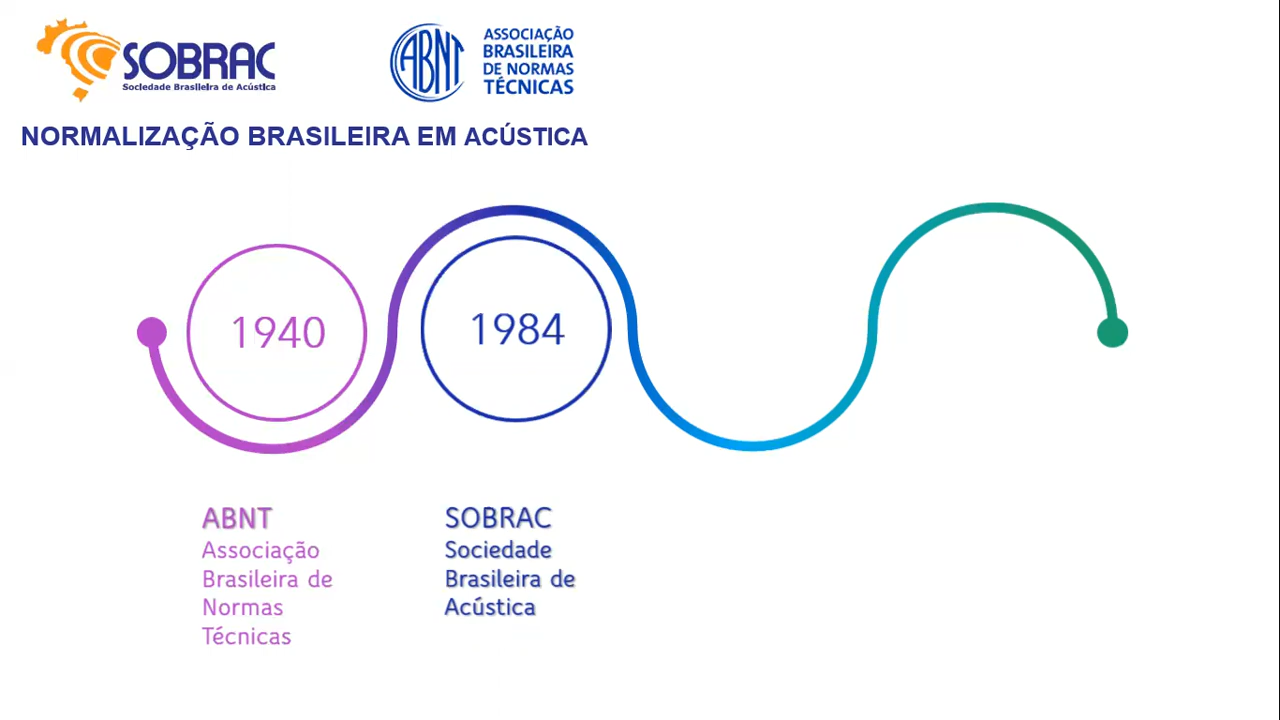 SOBRAC
Sociedade Brasileira de Acústica
ABNT
ASSOCIAÇÃO
BRASILEIRA
DE NORMAS
TÉCNICAS
NORMALIZAÇÃO BRASILEIRA EM ACÚSTICA
1940
1984
ABNT
Associação
Brasileira de
Normas
Técnicas
SOBRAC
Sociedade
Brasileira de
Acústica